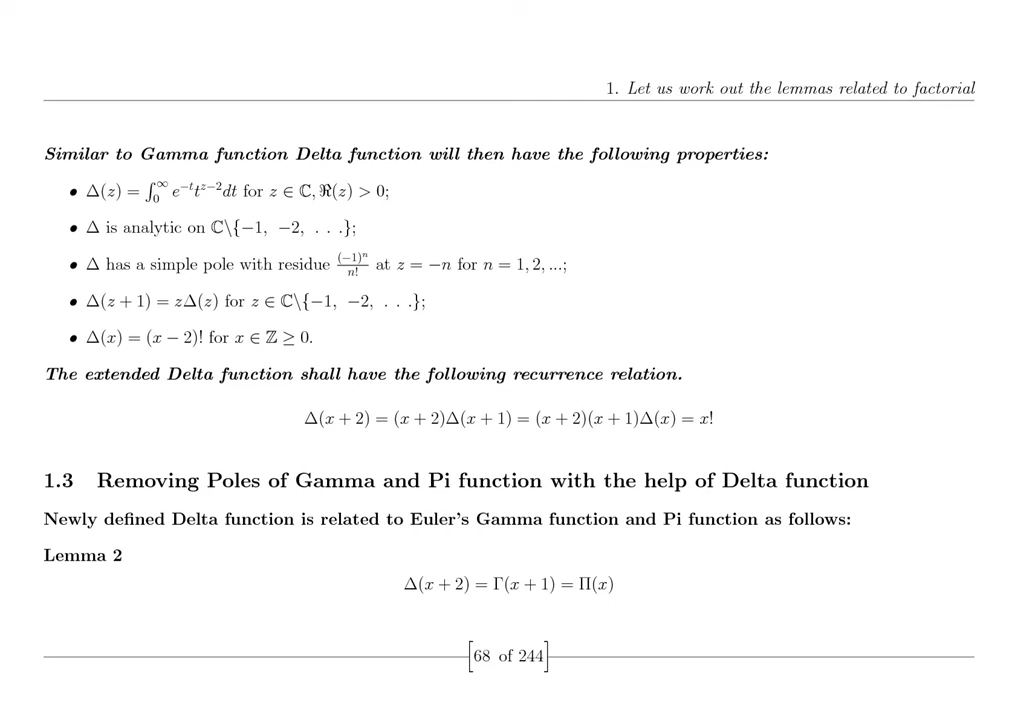 1. Let us work out the lemmas related to factorial
Similar to Gamma function Delta function will then have the following properties:
• Δ(z) = ∫₀^∞ e^{−t}t^{z−2}dt for z ∈ ℂ, ℜ(z) > 0;
• Δ is analytic on ℂ\{−1, −2, . . .};
• Δ has a simple pole with residue (−1)^n/n! at z = −n for n = 1, 2, ...;
• Δ(z + 1) = zΔ(z) for z ∈ ℂ\{−1, −2, . . .};
• Δ(x) = (x − 2)! for x ∈ ℤ ≥ 0.
The extended Delta function shall have the following recurrence relation.
Δ(x + 2) = (x + 2)Δ(x + 1) = (x + 2)(x + 1)Δ(x) = x!
1.3 Removing Poles of Gamma and Pi function with the help of Delta function
Newly defined Delta function is related to Euler's Gamma function and Pi function as follows:
Lemma 2
Δ(x + 2) = Γ(x + 1) = Π(x)
[68 of 244]